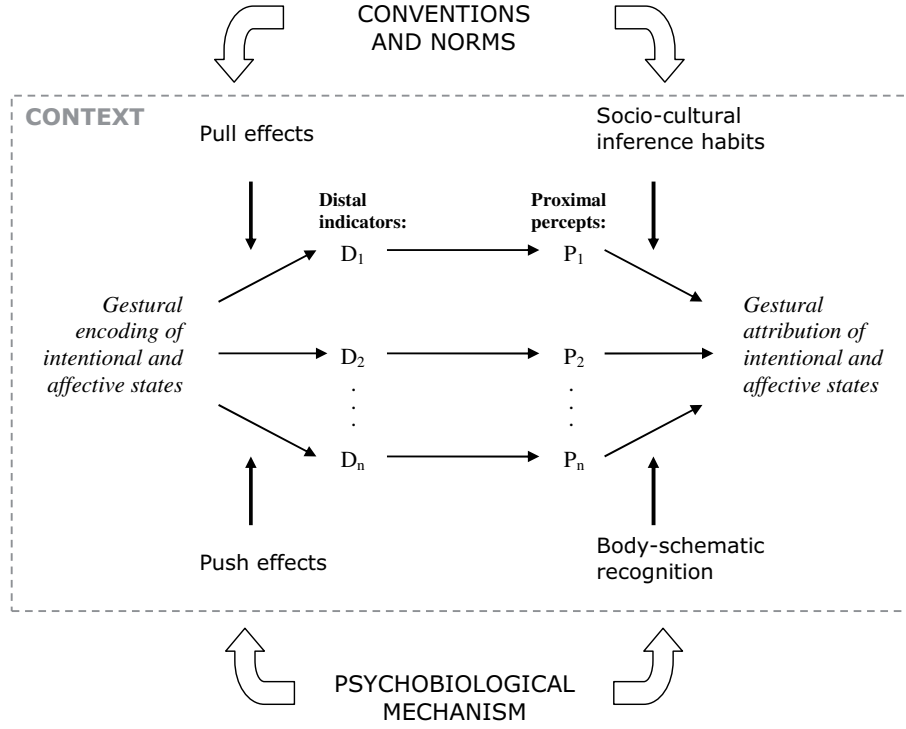 CONVENTIONS
AND NORMS
CONTEXT
Pull effects
Socio-cultural
inference habits
Distal
indicators:
Proximal
percepts:
D1
P1
Gestural
encoding of
intentional and
affective states
D2
P2
Gestural
attribution of
intentional and
affective states
.
.
.
.
.
.
Dn
Pn
Push effects
Body-schematic
recognition
PSYCHOBIOLOGICAL
MECHANISM